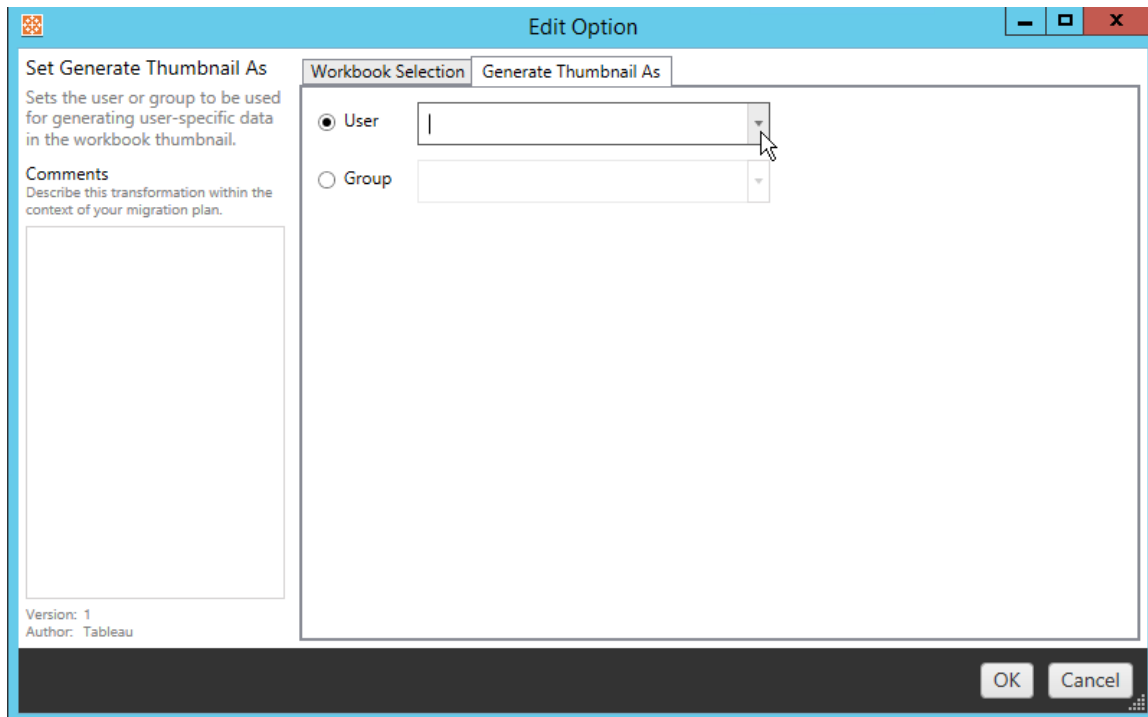 Edit Option
Set Generate Thumbnail As
Sets the user or group to be used
for generating user-specific data
in the workbook thumbnail.
Comments
Describe this transformation within the
context of your migration plan.
Version: 1
Author: Tableau
Workbook Selection
Generate Thumbnail As
User
Group
OK
Cancel